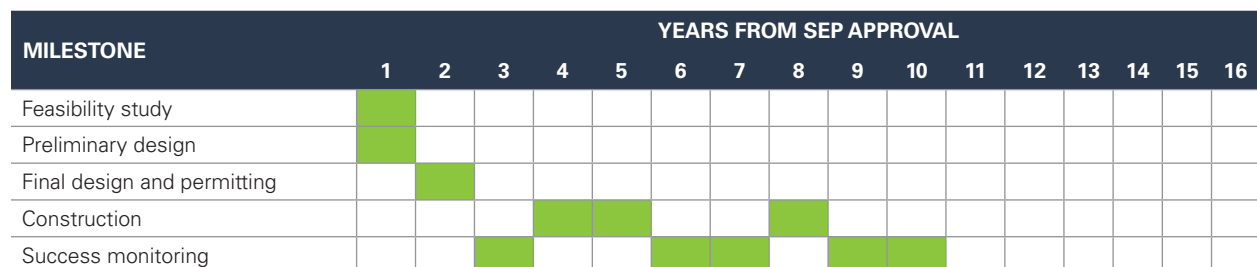 MILESTONE
YEARS FROM SEP APPROVAL
1 2 3 4 5 6 7 8 9 10 11 12 13 14 15 16
Feasibility study
Preliminary design
Final design and permitting
Construction
Success monitoring